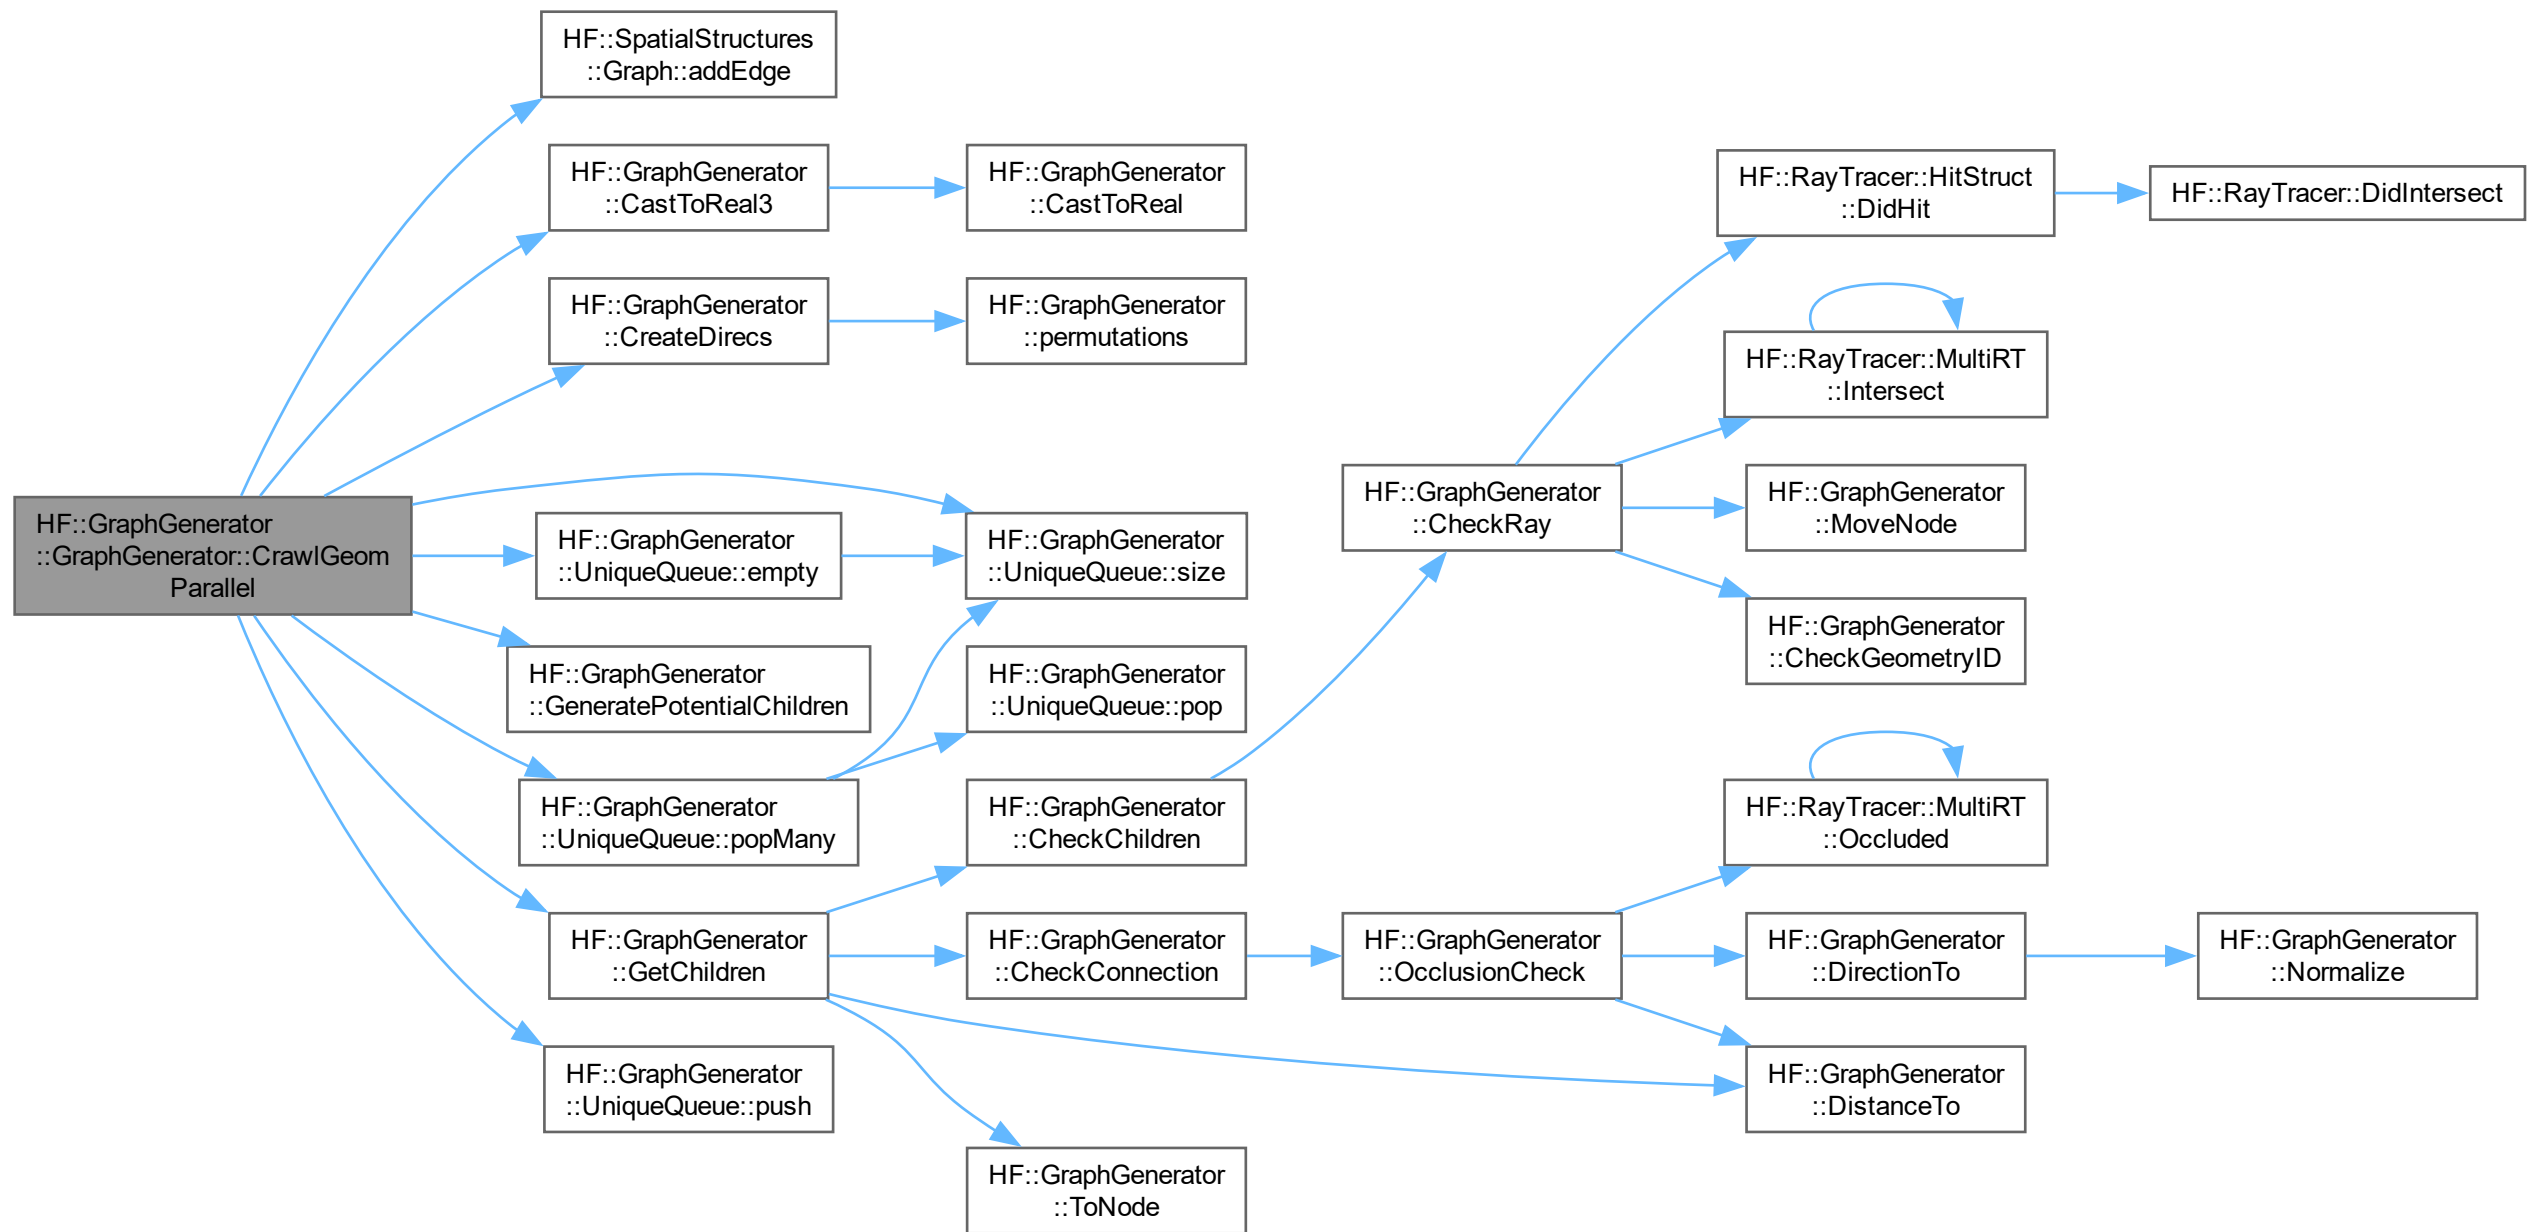 HF::SpatialStructures
::Graph::addEdge
HF::GraphGenerator
::CastToReal3
HF::GraphGenerator
::CastToReal
HF::GraphGenerator
::CreateDirecs
HF::GraphGenerator
::permutations
HF::GraphGenerator
::GraphGenerator::CrawlGeom
Parallel
HF::GraphGenerator
::UniqueQueue::empty
HF::GraphGenerator
::UniqueQueue::size
HF::GraphGenerator
::GeneratePotentialChildren
HF::GraphGenerator
::UniqueQueue::pop
HF::GraphGenerator
::UniqueQueue::popMany
HF::GraphGenerator
::CheckChildren
HF::GraphGenerator
::GetChildren
HF::GraphGenerator
::CheckConnection
HF::GraphGenerator
::UniqueQueue::push
HF::GraphGenerator
::ToNode
HF::GraphGenerator
::CheckRay
HF::GraphGenerator
::OcclusionCheck
HF::RayTracer::HitStruct
::DidHit
HF::RayTracer::DidIntersect
HF::RayTracer::MultiRT
::Intersect
HF::GraphGenerator
::MoveNode
HF::GraphGenerator
::CheckGeometryID
HF::RayTracer::MultiRT
::Occluded
HF::GraphGenerator
::DirectionTo
HF::GraphGenerator
::Normalize
HF::GraphGenerator
::DistanceTo